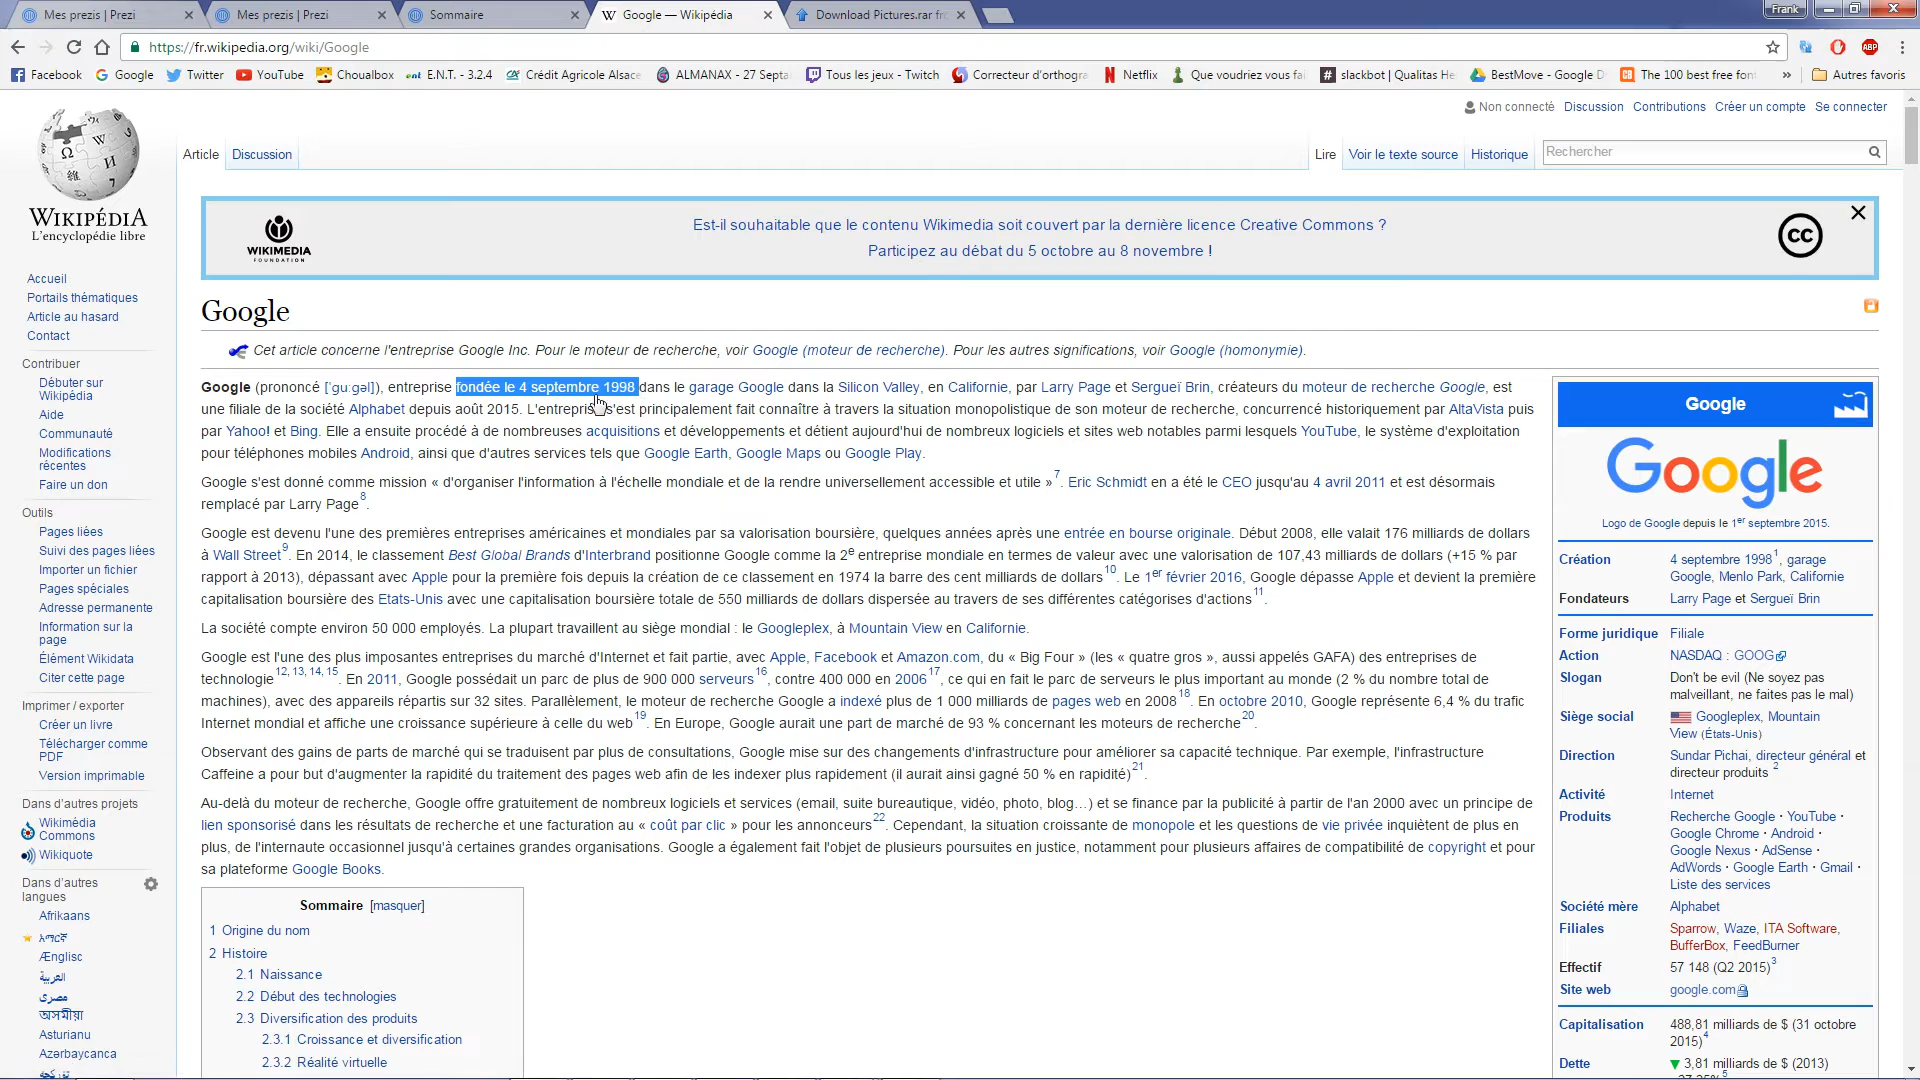 Mes prezis | Prezi
Mes prezis | Prezi
Sommaire
Google — Wikipédia
Download Pictures.rar fro
Frank
https://fr.wikipedia.org/wiki/Google
Facebook
Google
Twitter
YouTube
Choualbox
E.N.T. - 3.2.4
Crédit Agricole Alsace
ALMANAX - 27 Septa
Tous les jeux - Twitch
Correcteur d'orthogra
Netflix
Que voudriez vous fai
slackbot | Qualitas He
BestMove - Google D
The 100 best free font
»
Autres favoris
Non connecté Discussion Contributions Créer un compte Se connecter
WIKIPÉDIA
L'encyclopédie libre
Article Discussion
Lire Voir le texte source Historique
Rechercher
WIKIMEDIA
FOUNDATION
Est-il souhaitable que le contenu Wikimedia soit couvert par la dernière licence Creative Commons ?
Participez au débat du 5 octobre au 8 novembre !
cc
Accueil
Portails thématiques
Article au hasard
Contact
Contribuer
Débuter sur
Wikipédia
Aide
Communauté
Modifications
récentes
Faire un don
Outils
Pages liées
Suivi des pages liées
Importer un fichier
Pages spéciales
Adresse permanente
Information sur la
page
Élément Wikidata
Citer cette page
Imprimer / exporter
Créer un livre
Télécharger comme
PDF
Version imprimable
Dans d'autres projets
Wikimédia
Commons
Wikiquote
Dans d'autres
langues
Afrikaans
አማርኛ
Ænglisc
العربية
مصرى
অসমীয়া
Asturianu
Azərbaycanca
Google
Cet article concerne l'entreprise Google Inc. Pour le moteur de recherche, voir Google (moteur de recherche). Pour les autres significations, voir Google (homonymie).
Google (prononcé ['guːgəl]), entreprise fondée le 4 septembre 1998 dans le garage Google dans la Silicon Valley, en Californie, par Larry Page et Sergueï Brin, créateurs du moteur de recherche Google, est
une filiale de la société Alphabet depuis août 2015. L'entreprise s'est principalement fait connaître à travers la situation monopolistique de son moteur de recherche, concurrencé historiquement par AltaVista puis
par Yahoo! et Bing. Elle a ensuite procédé à de nombreuses acquisitions et développements et détient aujourd'hui de nombreux logiciels et sites web notables parmi lesquels YouTube, le système d'exploitation
pour téléphones mobiles Android, ainsi que d'autres services tels que Google Earth, Google Maps ou Google Play.
Google s'est donné comme mission « d'organiser l'information à l'échelle mondiale et de la rendre universellement accessible et utile »7. Eric Schmidt en a été le CEO jusqu'au 4 avril 2011 et est désormais
remplacé par Larry Page8.
Google est devenu l'une des premières entreprises américaines et mondiales par sa valorisation boursière, quelques années après une entrée en bourse originale. Début 2008, elle valait 176 milliards de dollars
à Wall Street9. En 2014, le classement Best Global Brands d'Interbrand positionne Google comme la 2e entreprise mondiale en termes de valeur avec une valorisation de 107,43 milliards de dollars (+15 % par
rapport à 2013), dépassant avec Apple pour la première fois depuis la création de ce classement en 1974 la barre des cent milliards de dollars10. Le 1er février 2016, Google dépasse Apple et devient la première
capitalisation boursière des Etats-Unis avec une capitalisation boursière totale de 550 milliards de dollars dispersée au travers de ses différentes catégorises d'actions11.
La société compte environ 50 000 employés. La plupart travaillent au siège mondial : le Googleplex, à Mountain View en Californie.
Google est l'une des plus imposantes entreprises du marché d'Internet et fait partie, avec Apple, Facebook et Amazon.com, du « Big Four » (les « quatre gros », aussi appelés GAFA) des entreprises de
technologie12, 13, 14, 15. En 2011, Google possédait un parc de plus de 900 000 serveurs16, contre 400 000 en 200617, ce qui en fait le parc de serveurs le plus important au monde (2 % du nombre total de
machines), avec des appareils répartis sur 32 sites. Parallèlement, le moteur de recherche Google a indexé plus de 1 000 milliards de pages web en 200818. En octobre 2010, Google représente 6,4 % du trafic
Internet mondial et affiche une croissance supérieure à celle du web19. En Europe, Google aurait une part de marché de 93 % concernant les moteurs de recherche20.
Observant des gains de parts de marché qui se traduisent par plus de consultations, Google mise sur des changements d'infrastructure pour améliorer sa capacité technique. Par exemple, l'infrastructure
Caffeine a pour but d'augmenter la rapidité du traitement des pages web afin de les indexer plus rapidement (il aurait ainsi gagné 50 % en rapidité)21.
Au-delà du moteur de recherche, Google offre gratuitement de nombreux logiciels et services (email, suite bureautique, vidéo, photo, blog…) et se finance par la publicité à partir de l'an 2000 avec un principe de
lien sponsorisé dans les résultats de recherche et une facturation au « coût par clic » pour les annonceurs22. Cependant, la situation croissante de monopole et les questions de vie privée inquiètent de plus en
plus, de l'internaute occasionnel jusqu'à certaines grandes organisations. Google a également fait l'objet de plusieurs poursuites en justice, notamment pour plusieurs affaires de compatibilité de copyright et pour
sa plateforme Google Books.
Sommaire [masquer]
1 Origine du nom
2 Histoire
2.1 Naissance
2.2 Début des technologies
2.3 Diversification des produits
2.3.1 Croissance et diversification
2.3.2 Réalité virtuelle
Google
Google
Logo de Google depuis le 1er septembre 2015.
Création 4 septembre 19981, garage
Google, Menlo Park, Californie
Fondateurs Larry Page et Sergueï Brin
Forme juridique Filiale
Action NASDAQ : GOOG
Slogan Don't be evil (Ne soyez pas
malveillant, ne faites pas le mal)
Siège social Googleplex, Mountain
View (États-Unis)
Direction Sundar Pichai, directeur général et
directeur produits 2
Activité Internet
Produits Recherche Google · YouTube ·
Google Chrome · Android ·
Google Nexus · AdSense ·
AdWords · Google Earth · Gmail ·
Liste des services
Société mère Alphabet
Filiales Sparrow, Waze, ITA Software,
BufferBox, FeedBurner
Effectif 57 148 (Q2 2015)3
Site web google.com
Capitalisation 488,81 milliards de $ (31 octobre
2015)4
Dette ▼ 3,81 milliards de $ (2013)